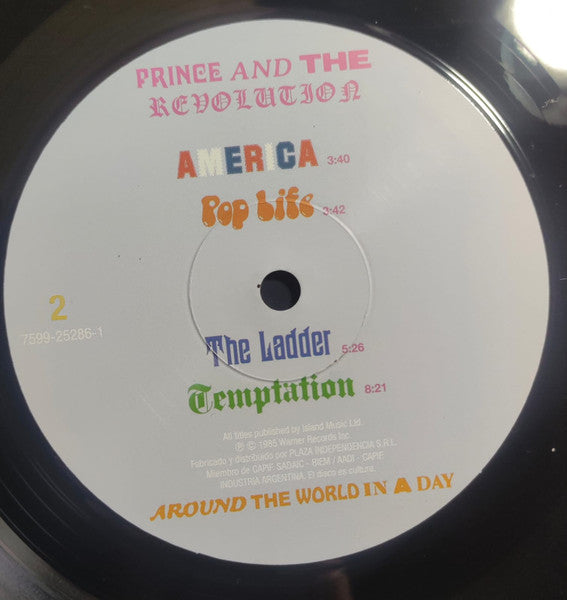 PRINCE AND THE
REVOLUTION
AMERICA 3:40
Pop Life 3:42
2
7599-25286-1
The Ladder 5:26
Temptation 8:21
All titles published by Island Music Ltd.
℗ © 1985 Warner Records Inc.
Fabricado y distribuido por PLAZA INDEPENDENCIA S.R.L.
Miembro de CAPIF. SADAIC - BIEM / AADI - CAPIF
INDUSTRIA ARGENTINA. El disco es cultura.
AROUND THE WORLD IN A DAY